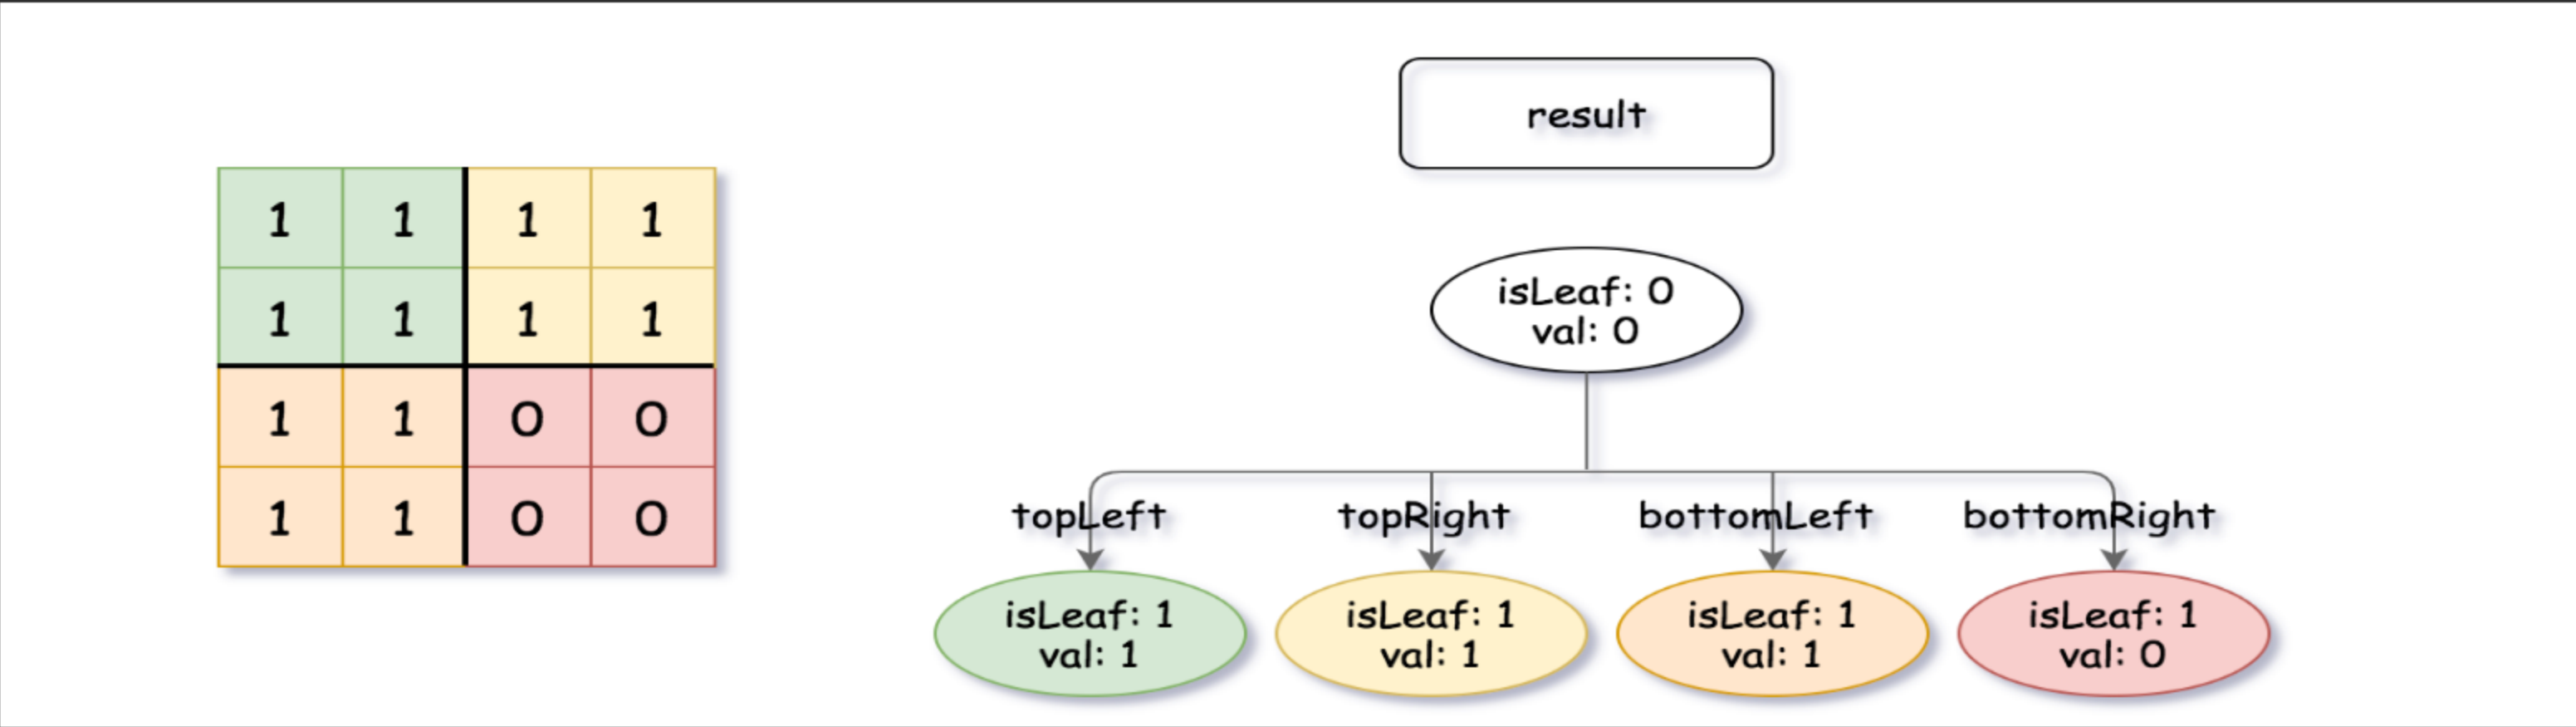 1 1 1 1
1 1 1 1
1 1 0 0
1 1 0 0
result
isLeaf: 0
val: 0
topLeft
topRight
bottomLeft
bottomRight
isLeaf: 1
val: 1
isLeaf: 1
val: 1
isLeaf: 1
val: 1
isLeaf: 1
val: 0